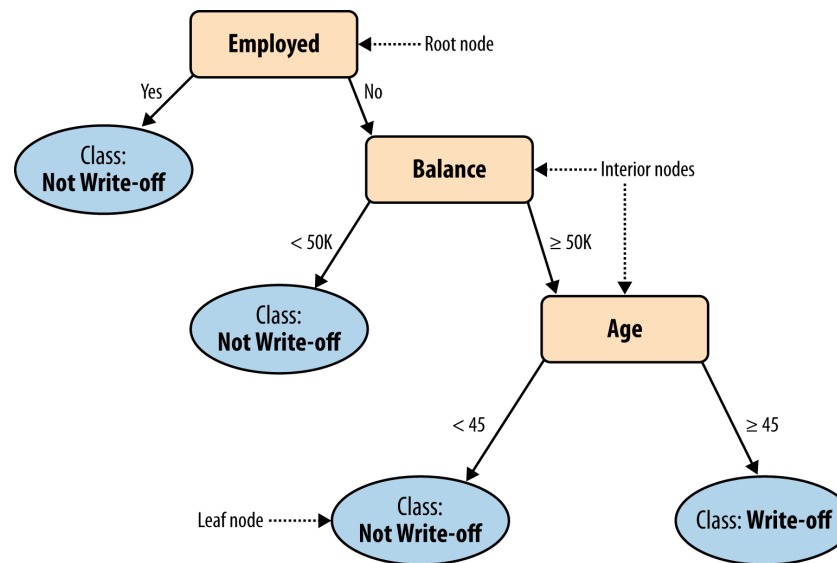 Employed
Root node
Yes
No
Class:
Not Write-off
Balance
Interior nodes
< 50K
≥ 50K
Class:
Not Write-off
Age
< 45
≥ 45
Leaf node
Class:
Not Write-off
Class: Write-off